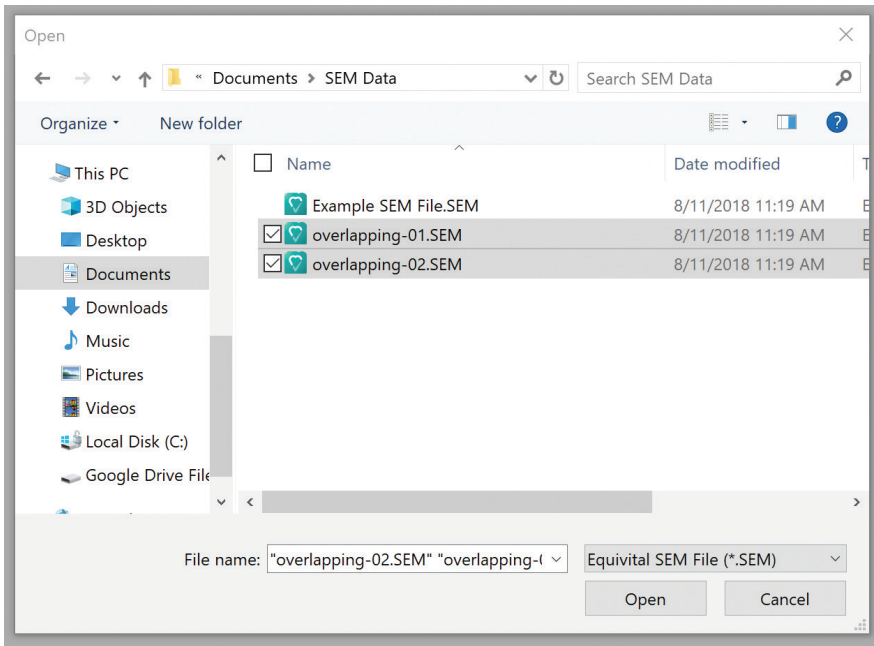 Open
« Documents > SEM Data
Search SEM Data
Organize
New folder
?
This PC
3D Objects
Desktop
Documents
Downloads
Music
Pictures
Videos
Local Disk (C:)
Google Drive File
Name Date modified T
Example SEM File.SEM 8/11/2018 11:19 AM E
overlapping-01.SEM 8/11/2018 11:19 AM E
overlapping-02.SEM 8/11/2018 11:19 AM E
File name: "overlapping-02.SEM" "overlapping-(
Equivital SEM File (*.SEM)
Open Cancel